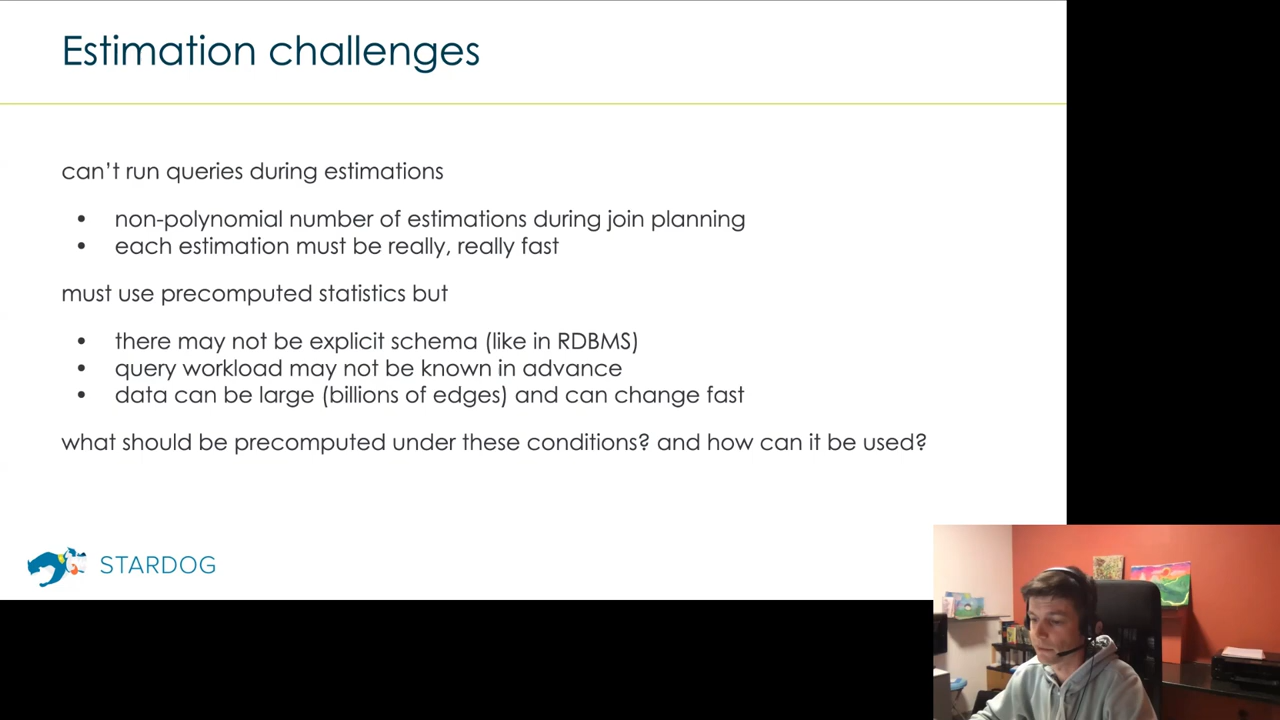 Estimation challenges
can’t run queries during estimations
• non-polynomial number of estimations during join planning
• each estimation must be really, really fast
must use precomputed statistics but
• there may not be explicit schema (like in RDBMS)
• query workload may not be known in advance
• data can be large (billions of edges) and can change fast
what should be precomputed under these conditions? and how can it be used?
STARDOG